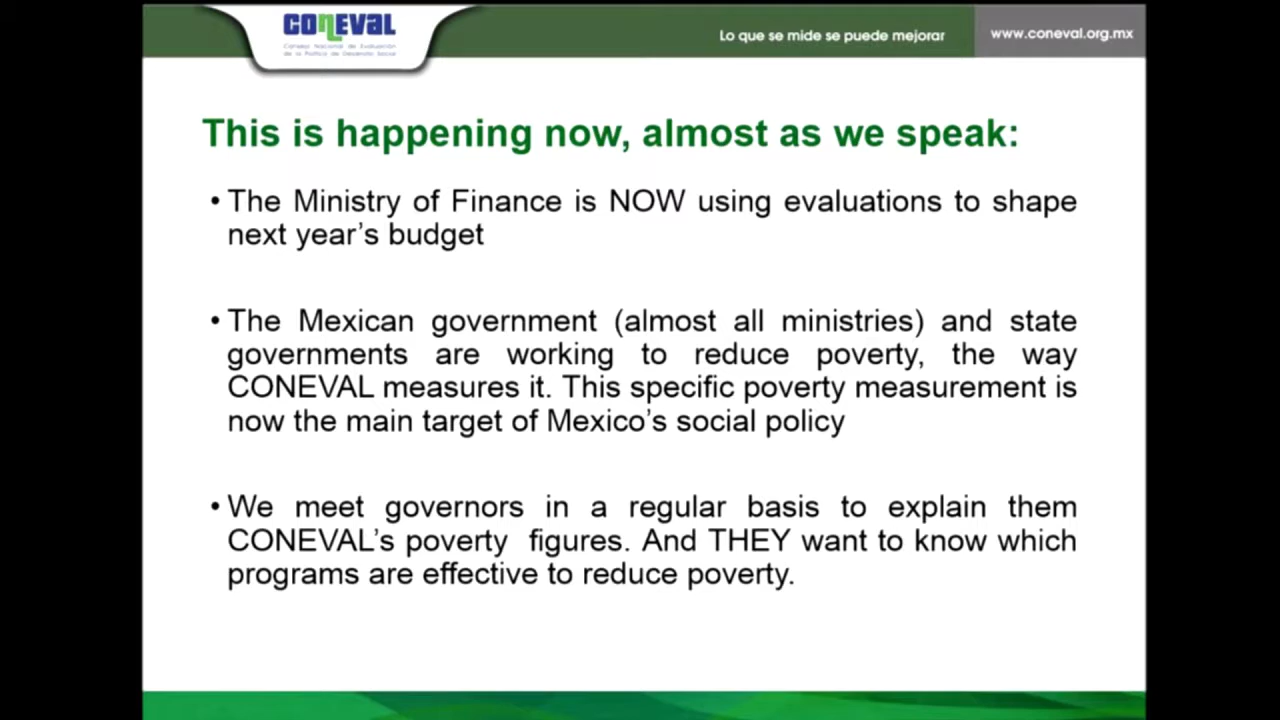 CONEVAL
Consejo Nacional de Evaluación
de la Política de Desarrollo Social
Lo que se mide se puede mejorar
www.coneval.org.mx
This is happening now, almost as we speak:
• The Ministry of Finance is NOW using evaluations to shape
next year’s budget
• The Mexican government (almost all ministries) and state
governments are working to reduce poverty, the way
CONEVAL measures it. This specific poverty measurement is
now the main target of Mexico’s social policy
• We meet governors in a regular basis to explain them
CONEVAL’s poverty figures. And THEY want to know which
programs are effective to reduce poverty.